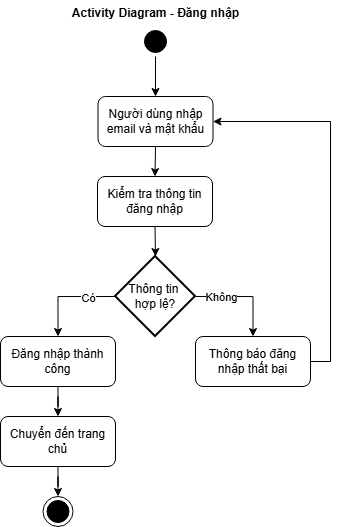 Activity Diagram - Đăng nhập
Người dùng nhập
email và mật khẩu
Kiểm tra thông tin
đăng nhập
Thông tin
hợp lệ?
Có
Không
Đăng nhập thành
công
Thông báo đăng
nhập thất bại
Chuyển đến trang
chủ